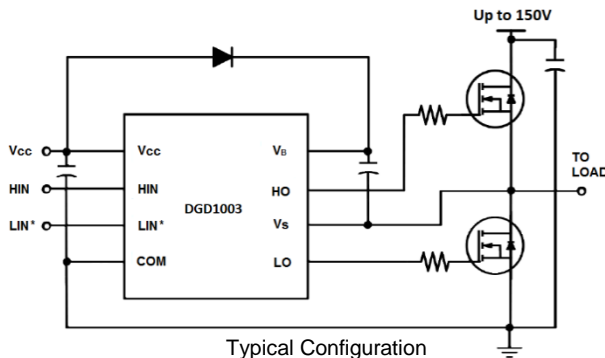 Up to 150V
Vcc
Vcc
VB
HIN
HIN
HO
TO
LOAD
DGD1003
LIN*
LIN*
Vs
COM
LO
Typical Configuration